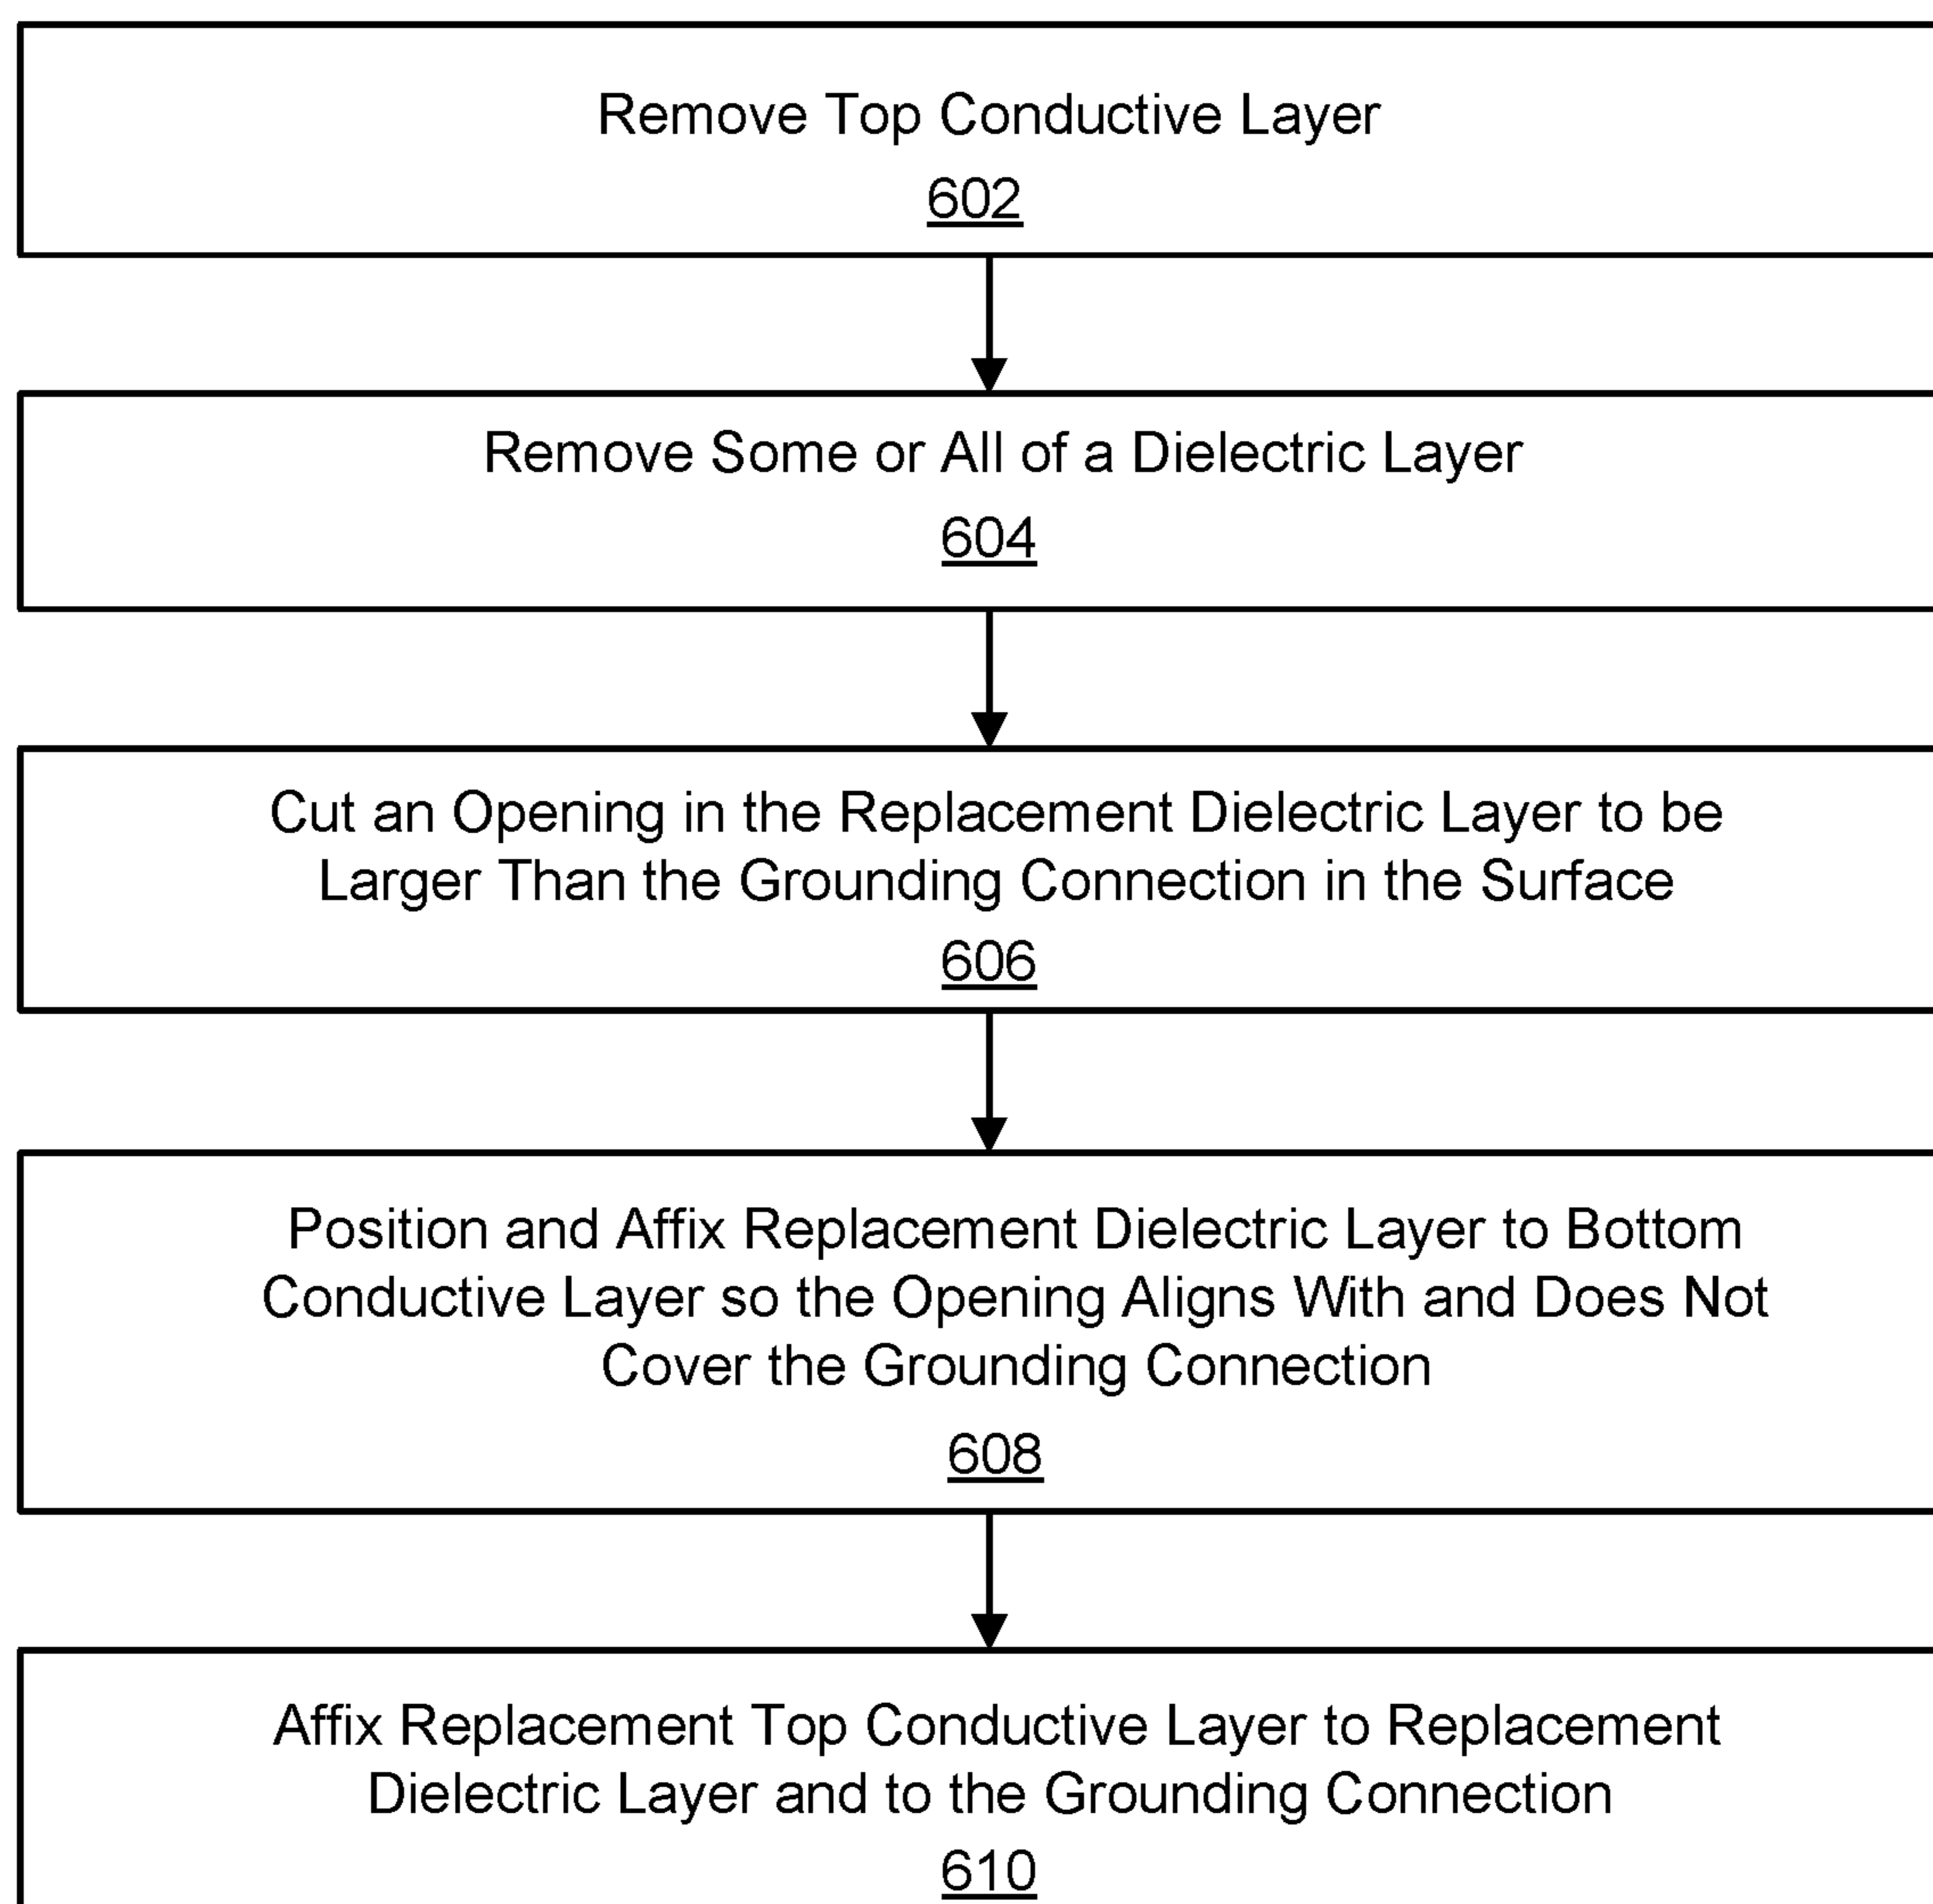 Remove Top Conductive Layer
602
Remove Some or All of a Dielectric Layer
604
Cut an Opening in the Replacement Dielectric Layer to be
Larger Than the Grounding Connection in the Surface
606
Position and Affix Replacement Dielectric Layer to Bottom
Conductive Layer so the Opening Aligns With and Does Not
Cover the Grounding Connection
608
Affix Replacement Top Conductive Layer to Replacement
Dielectric Layer and to the Grounding Connection
610